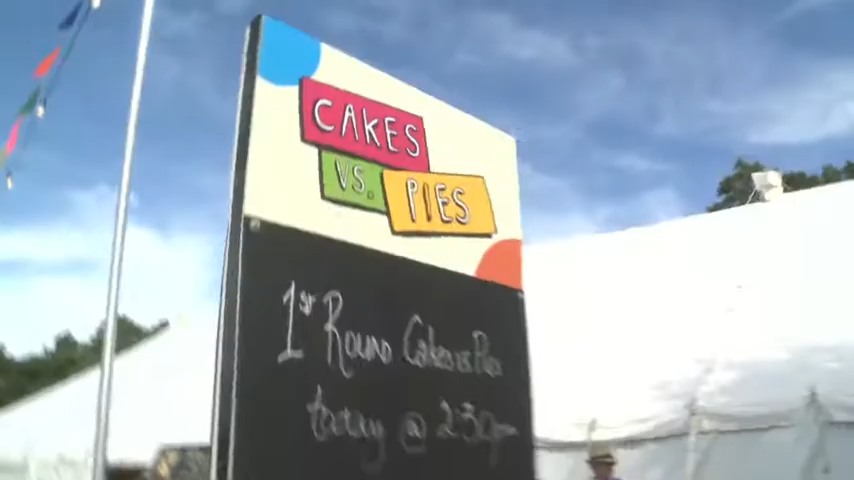 CAKES
VS. PIES
1st Round Cakes vs Pies
today @ 2:30pm